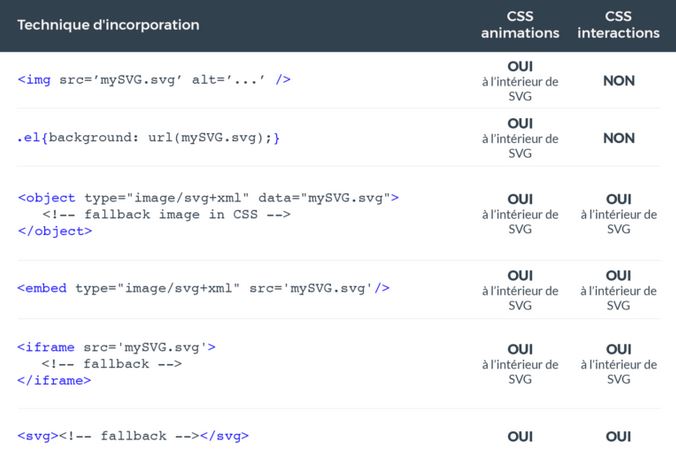 Technique d'incorporation
CSS
animations
CSS
interactions
<img src=’mySVG.svg’ alt=’...’ />
OUI
à l’intérieur de
SVG
NON
.el{background: url(mySVG.svg);}
OUI
à l’intérieur de
SVG
NON
<object type="image/svg+xml" data="mySVG.svg">
<!-- fallback image in CSS -->
</object>
OUI
à l’intérieur de
SVG
OUI
à l’intérieur de
SVG
<embed type="image/svg+xml" src='mySVG.svg'/>
OUI
à l’intérieur de
SVG
OUI
à l’intérieur de
SVG
<iframe src='mySVG.svg'>
<!-- fallback -->
</iframe>
OUI
à l’intérieur de
SVG
OUI
à l’intérieur de
SVG
<svg><!-- fallback --></svg>
OUI
OUI